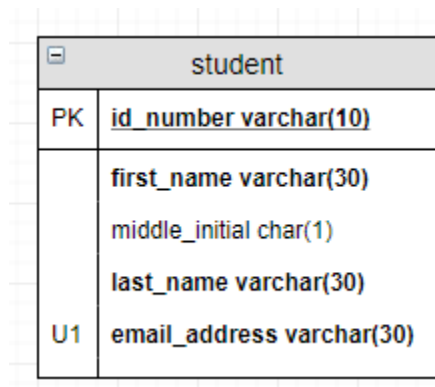 student
PK id_number varchar(10)
first_name varchar(30)
middle_initial char(1)
last_name varchar(30)
U1 email_address varchar(30)